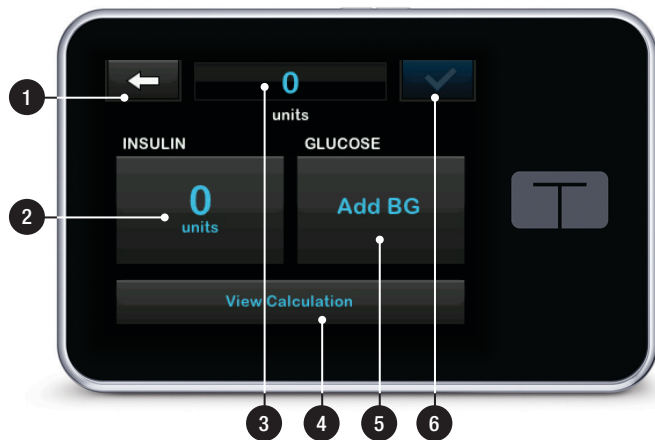 0
units
INSULIN
GLUCOSE
0
units
Add BG
View Calculation
1
2
3
4
5
6